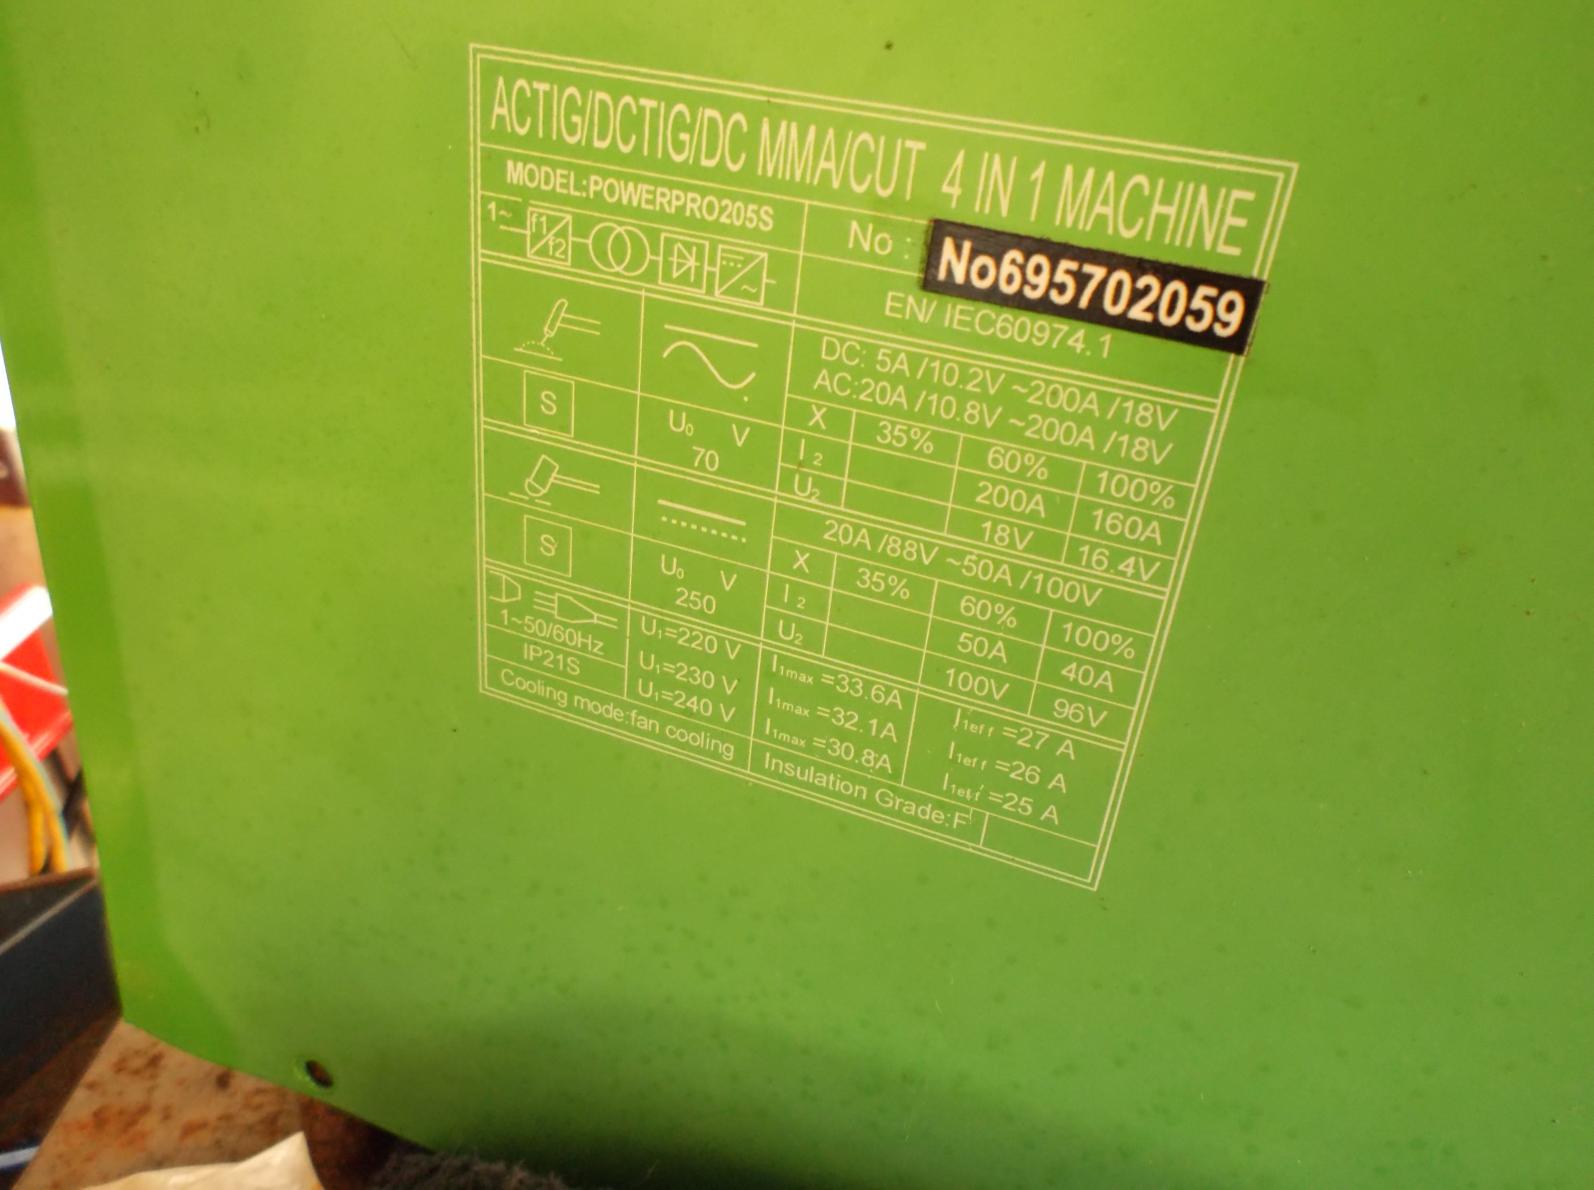 ACTIG/DCTIG/DC MMA/CUT 4 IN 1 MACHINE
MODEL:POWERPRO205S
No :
No695702059
1~ f1 f2
EN/ IEC60974.1
DC: 5A /10.2V ~200A /18V
AC:20A /10.8V ~200A /18V
S
U₀ V
70
X 35% 60% 100%
I₂ 200A 160A
U₂ 18V 16.4V
20A /88V ~50A /100V
S
U₀ V
250
X 35% 60% 100%
I₂ 50A 40A
U₂ 100V 96V
1~50/60Hz
IP21S
U₁=220 V I₁max =33.6A I₁eff =27 A
U₁=230 V I₁max =32.1A I₁eff =26 A
U₁=240 V I₁max =30.8A I₁eff =25 A
Cooling mode:fan cooling
Insulation Grade:F